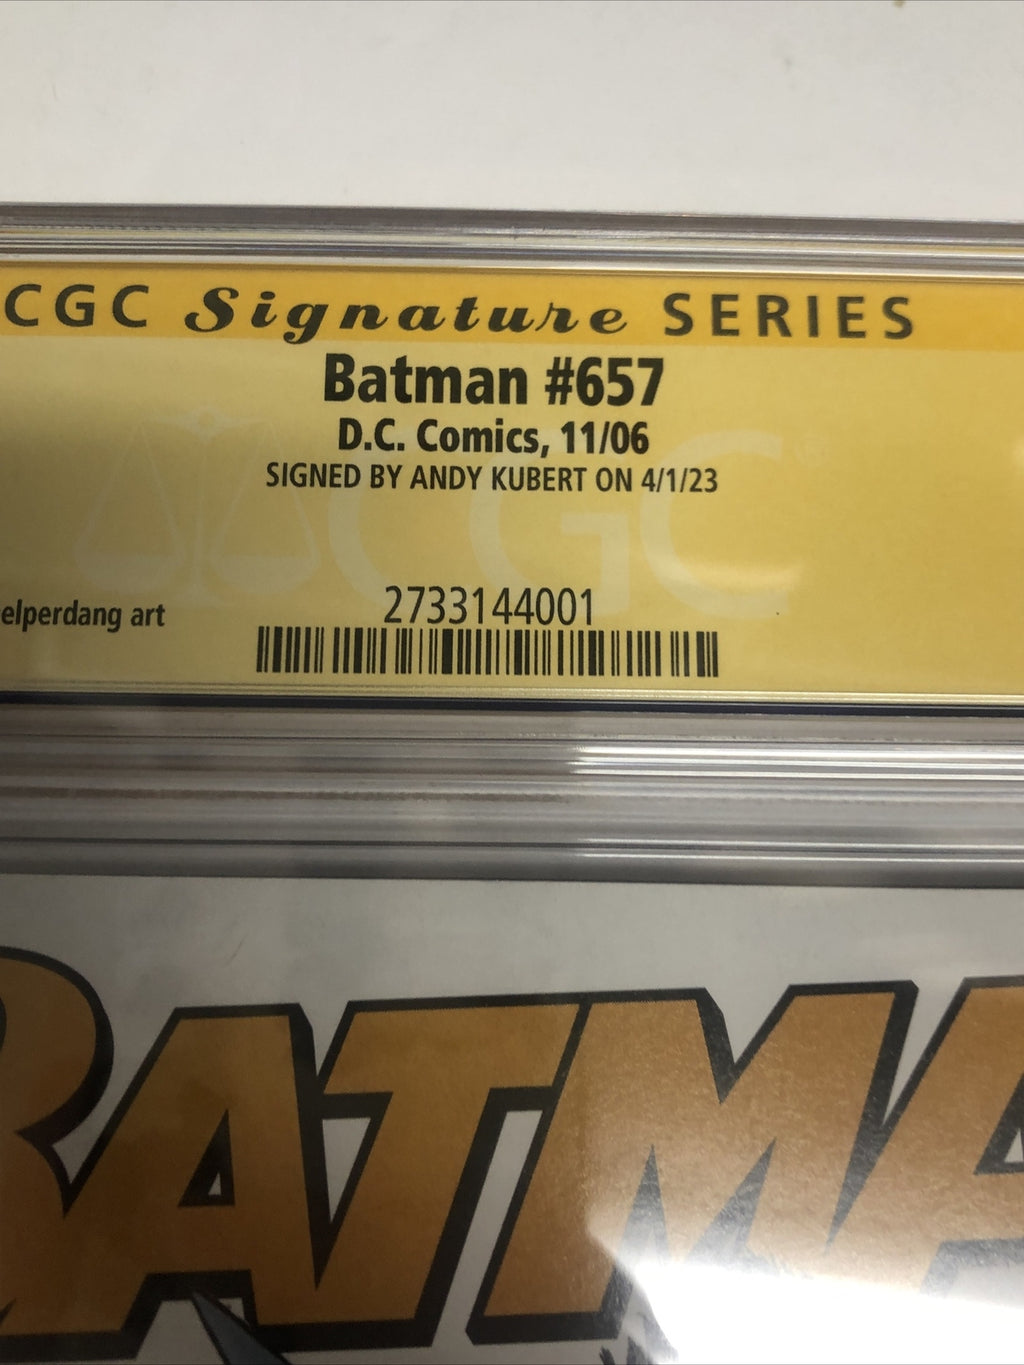 CGC Signature SERIES
Batman #657
D.C. Comics, 11/06
SIGNED BY ANDY KUBERT ON 4/1/23
CGC
2733144001
elperdang art
BATMA